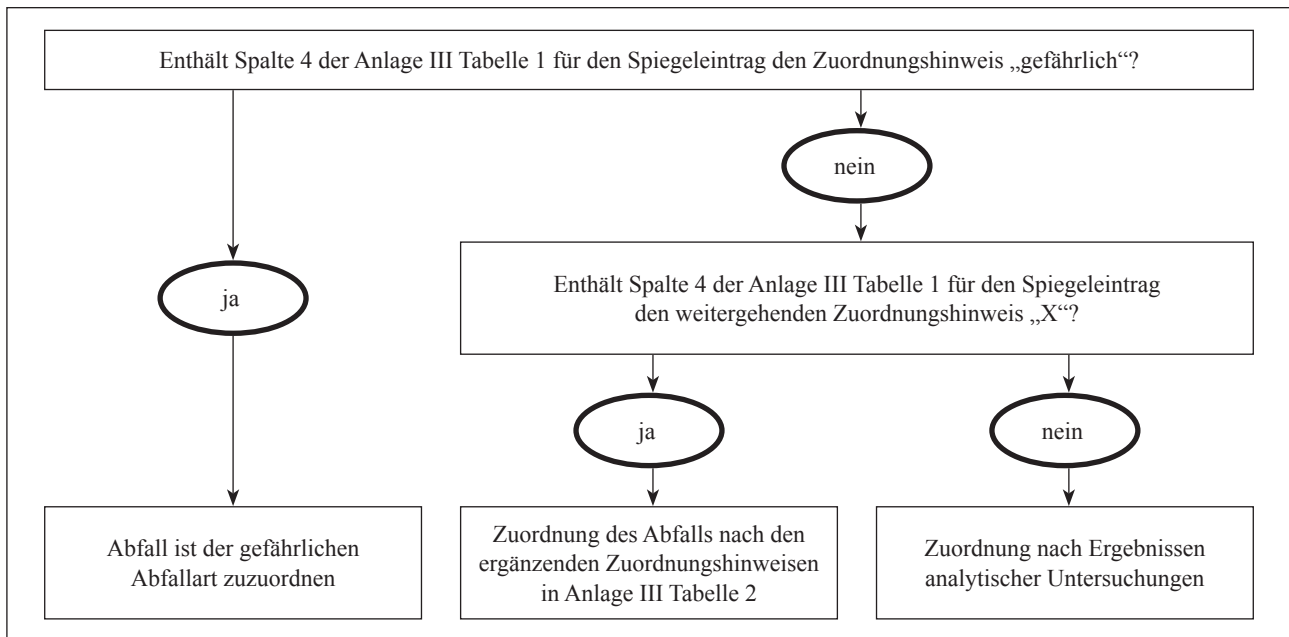 Enthält Spalte 4 der Anlage III Tabelle 1 für den Spiegeleintrag den Zuordnungshinweis „gefährlich“?
nein
ja
Enthält Spalte 4 der Anlage III Tabelle 1 für den Spiegeleintrag
den weitergehenden Zuordnungshinweis „X“?
ja
nein
Abfall ist der gefährlichen
Abfallart zuzuordnen
Zuordnung des Abfalls nach den
ergänzenden Zuordnungshinweisen
in Anlage III Tabelle 2
Zuordnung nach Ergebnissen
analytischer Untersuchungen